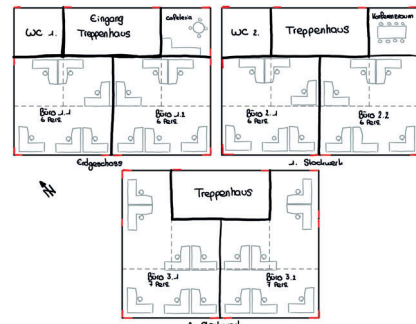 WC 1.
Eingang
Treppenhaus
Cafeteria
Büro 1.1
6 Pers.
Büro 1.2
6 Pers.
Erdgeschoss
WC 2.
Treppenhaus
Konferenzraum
Büro 2.1
6 Pers.
Büro 2.2
6 Pers.
1. Stockwerk
N
Treppenhaus
Büro 3.1
7 Pers.
Büro 3.2
7 Pers.
2. Stockwerk